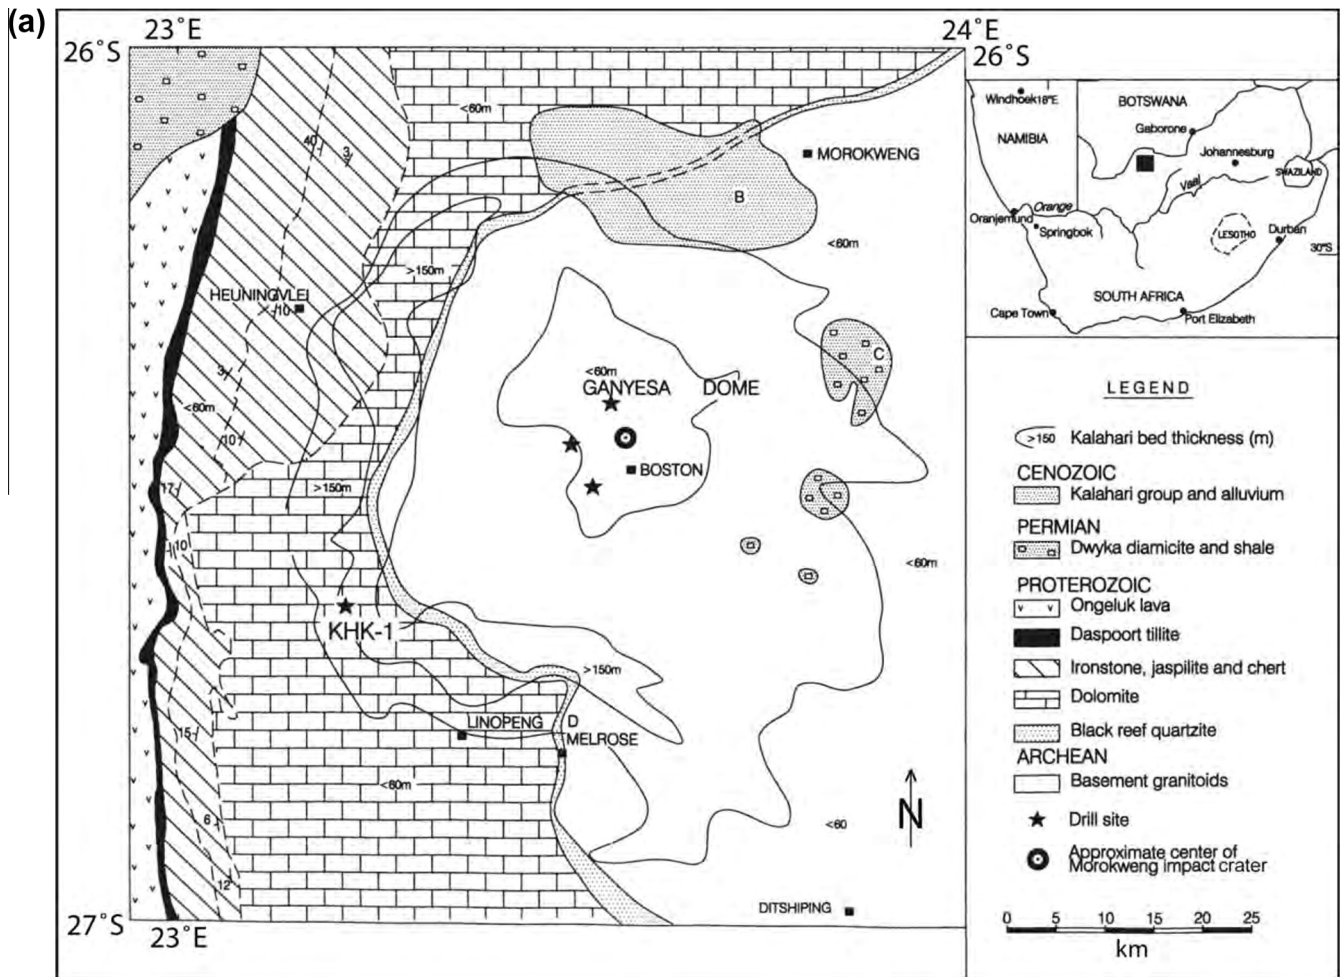 (a)
23°E
24°E
26°S
26°S
<60m
40
3
MOROKWENG
B
<60m
>150m
HEUNINGVLEI
10
3
<60m
C
<60m
GANYESA DOME
10
BOSTON
17
>150m
10
<60m
KHK-1
>150m
LINOPENG
D
MELROSE
15
<60m
6
<60
N
12
DITSHIPING
27°S
23°E
Windhoek
18°E
BOTSWANA
Gaborone
NAMIBIA
Johannesburg
SWAZILAND
Vaal
Orange
Oranjemund
Springbok
LESOTHO
Durban
30°S
SOUTH AFRICA
Cape Town
Port Elizabeth
LEGEND
>150 Kalahari bed thickness (m)
CENOZOIC
Kalahari group and alluvium
PERMIAN
Dwyka diamicite and shale
PROTEROZOIC
Ongeluk lava
Daspoort tillite
Ironstone, jaspilite and chert
Dolomite
Black reef quartzite
ARCHEAN
Basement granitoids
Drill site
Approximate center of
Morokweng impact crater
0 5 10 15 20 25
km